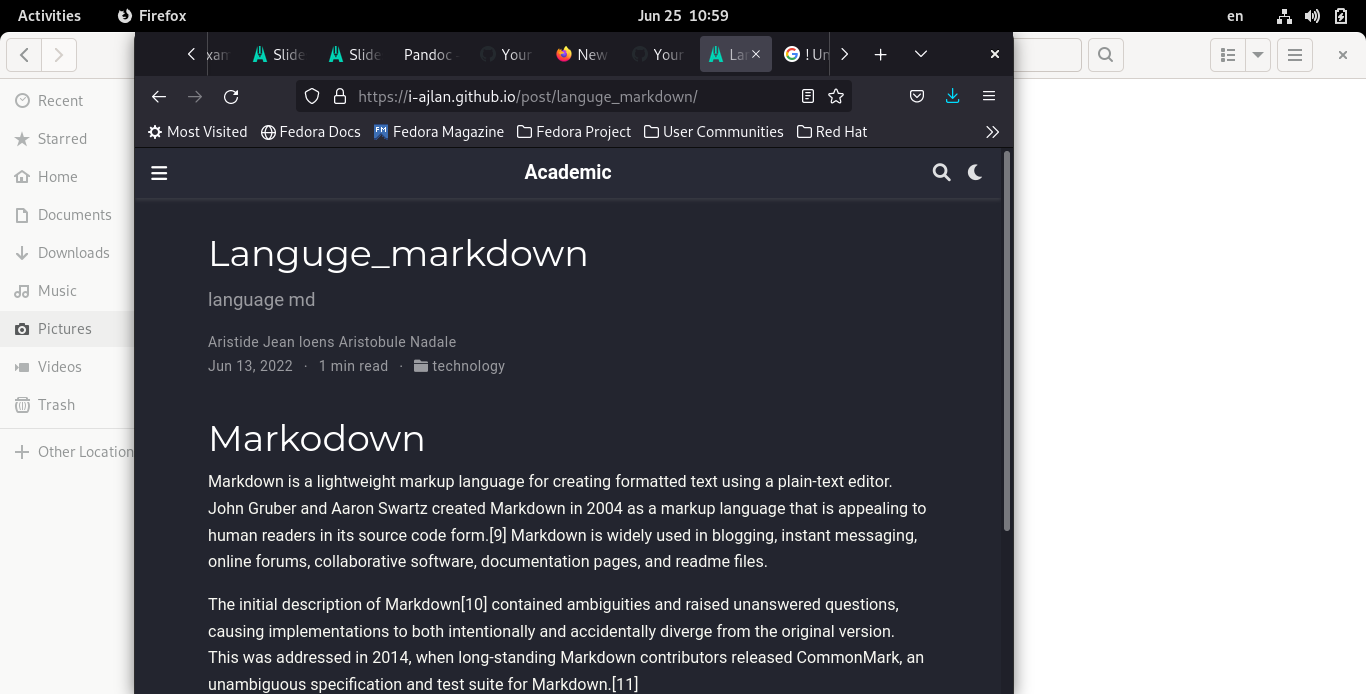 Activities
Firefox
Jun 25 10:59
en
Slide
Slide
Pandoc
Your
New
Your
! Un
https://i-ajlan.github.io/post/languge_markdown/
Most Visited
Fedora Docs
Fedora Magazine
Fedora Project
User Communities
Red Hat
Recent
Starred
Home
Documents
Downloads
Music
Pictures
Videos
Trash
Other Location
Academic
Languge_markdown
language md
Aristide Jean loens Aristobule Nadale
Jun 13, 2022 · 1 min read · technology
Markodown
Markdown is a lightweight markup language for creating formatted text using a plain-text editor.
John Gruber and Aaron Swartz created Markdown in 2004 as a markup language that is appealing to
human readers in its source code form.[9] Markdown is widely used in blogging, instant messaging,
online forums, collaborative software, documentation pages, and readme files.
The initial description of Markdown[10] contained ambiguities and raised unanswered questions,
causing implementations to both intentionally and accidentally diverge from the original version.
This was addressed in 2014, when long-standing Markdown contributors released CommonMark, an
unambiguous specification and test suite for Markdown.[11]